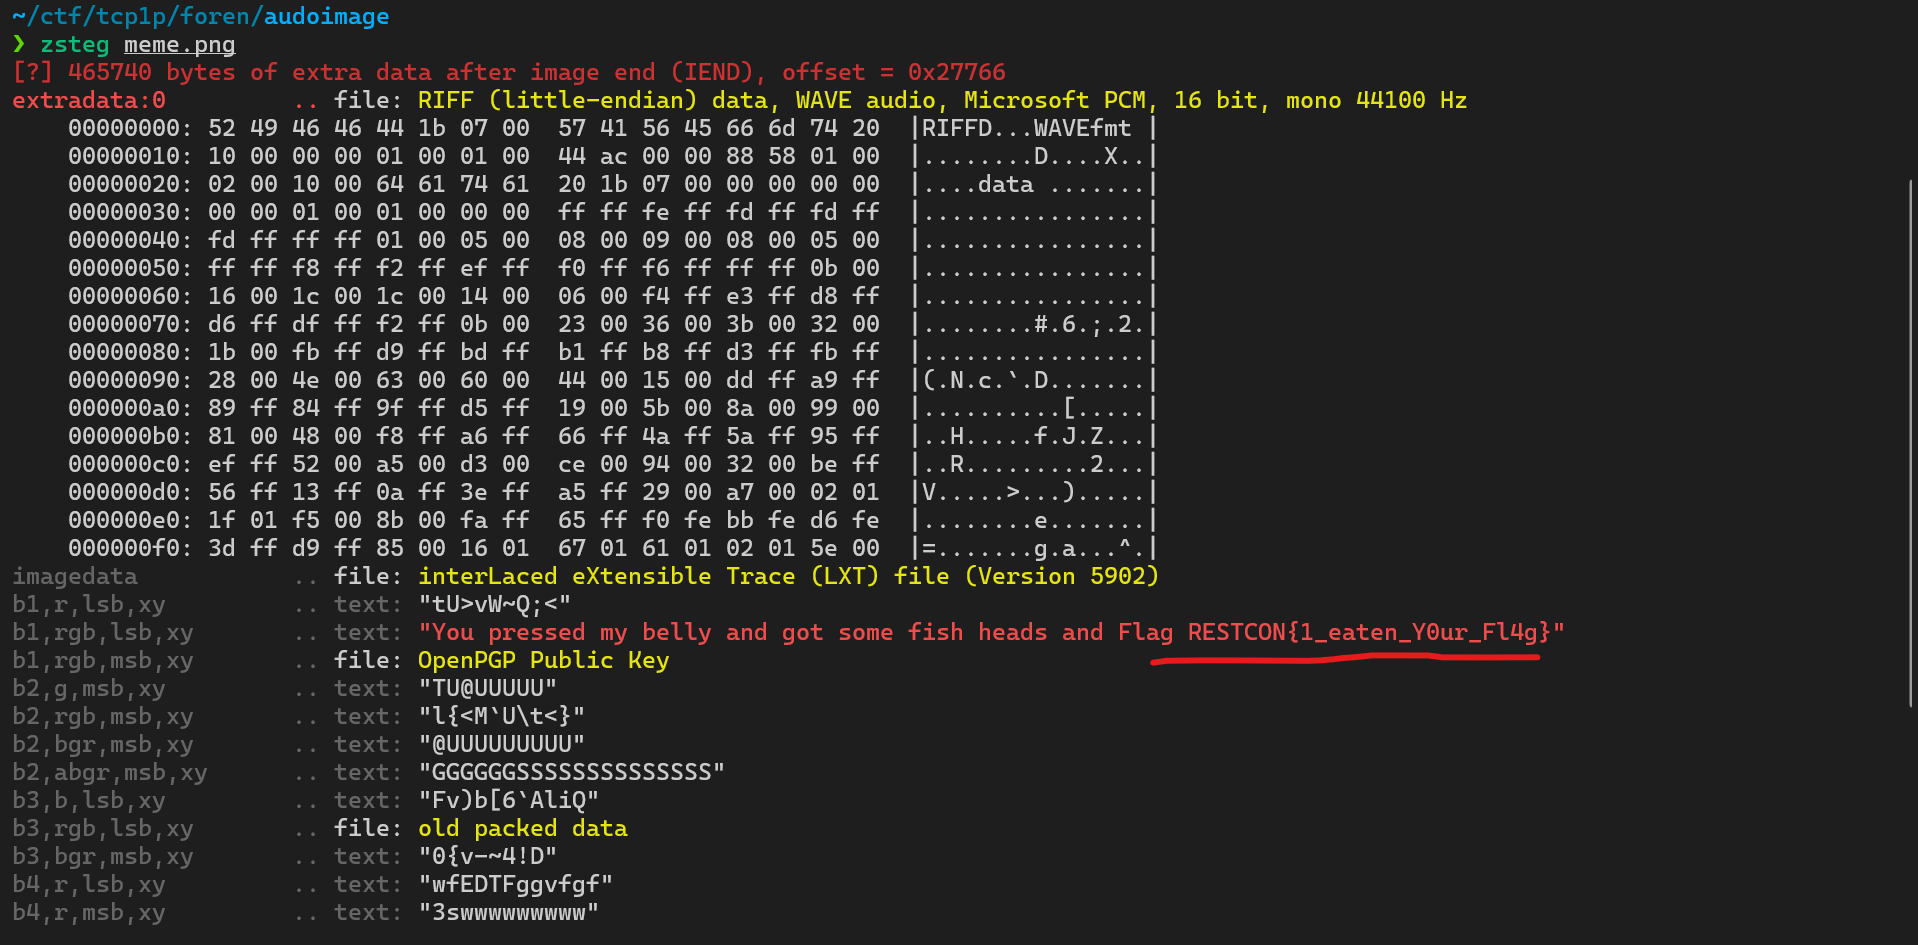 ~/ctf/tcp1p/foren/audoimage
❯ zsteg meme.png
[?] 465740 bytes of extra data after image end (IEND), offset = 0x27766
extradata:0 .. file: RIFF (little-endian) data, WAVE audio, Microsoft PCM, 16 bit, mono 44100 Hz
00000000: 52 49 46 46 44 1b 07 00 57 41 56 45 66 6d 74 20 |RIFFD...WAVEfmt |
00000010: 10 00 00 00 01 00 01 00 44 ac 00 00 88 58 01 00 |........D....X..|
00000020: 02 00 10 00 64 61 74 61 20 1b 07 00 00 00 00 00 |....data .......|
00000030: 00 00 01 00 01 00 00 00 ff ff fe ff fd ff fd ff |................|
00000040: fd ff ff ff 01 00 05 00 08 00 09 00 08 00 05 00 |................|
00000050: ff ff f8 ff f2 ff ef ff f0 ff f6 ff ff ff 0b 00 |................|
00000060: 16 00 1c 00 1c 00 14 00 06 00 f4 ff e3 ff d8 ff |................|
00000070: d6 ff df ff f2 ff 0b 00 23 00 36 00 3b 00 32 00 |........#.6.;.2.|
00000080: 1b 00 fb ff d9 ff bd ff b1 ff b8 ff d3 ff fb ff |................|
00000090: 28 00 4e 00 63 00 60 00 44 00 15 00 dd ff a9 ff |(.N.c.`.D.......|
000000a0: 89 ff 84 ff 9f ff d5 ff 19 00 5b 00 8a 00 99 00 |..........[.....|
000000b0: 81 00 48 00 f8 ff a6 ff 66 ff 4a ff 5a ff 95 ff |..H.....f.J.Z...|
000000c0: ef ff 52 00 a5 00 d3 00 ce 00 94 00 32 00 be ff |..R.........2...|
000000d0: 56 ff 13 ff 0a ff 3e ff a5 ff 29 00 a7 00 02 01 |V.....>...).....|
000000e0: 1f 01 f5 00 8b 00 fa ff 65 ff f0 fe bb fe d6 fe |........e.......|
000000f0: 3d ff d9 ff 85 00 16 01 67 01 61 01 02 01 5e 00 |=.......g.a...^.|
imagedata .. file: interLaced eXtensible Trace (LXT) file (Version 5902)
b1,r,lsb,xy .. text: "tU>vW~Q;<"
b1,rgb,lsb,xy .. text: "You pressed my belly and got some fish heads and Flag RESTCON{1_eaten_Y0ur_Fl4g}"
b1,rgb,msb,xy .. file: OpenPGP Public Key
b2,g,msb,xy .. text: "TU@UUUUU"
b2,rgb,msb,xy .. text: "l{<M`U\t<}"
b2,bgr,msb,xy .. text: "@UUUUUUUUU"
b2,abgr,msb,xy .. text: "GGGGGGSSSSSSSSSSSSSS"
b3,b,lsb,xy .. text: "Fv)b[6`AliQ"
b3,rgb,lsb,xy .. file: old packed data
b3,bgr,msb,xy .. text: "0{v-~4!D"
b4,r,lsb,xy .. text: "wfEDTFggvfgf"
b4,r,msb,xy .. text: "3swwwwwwwww"